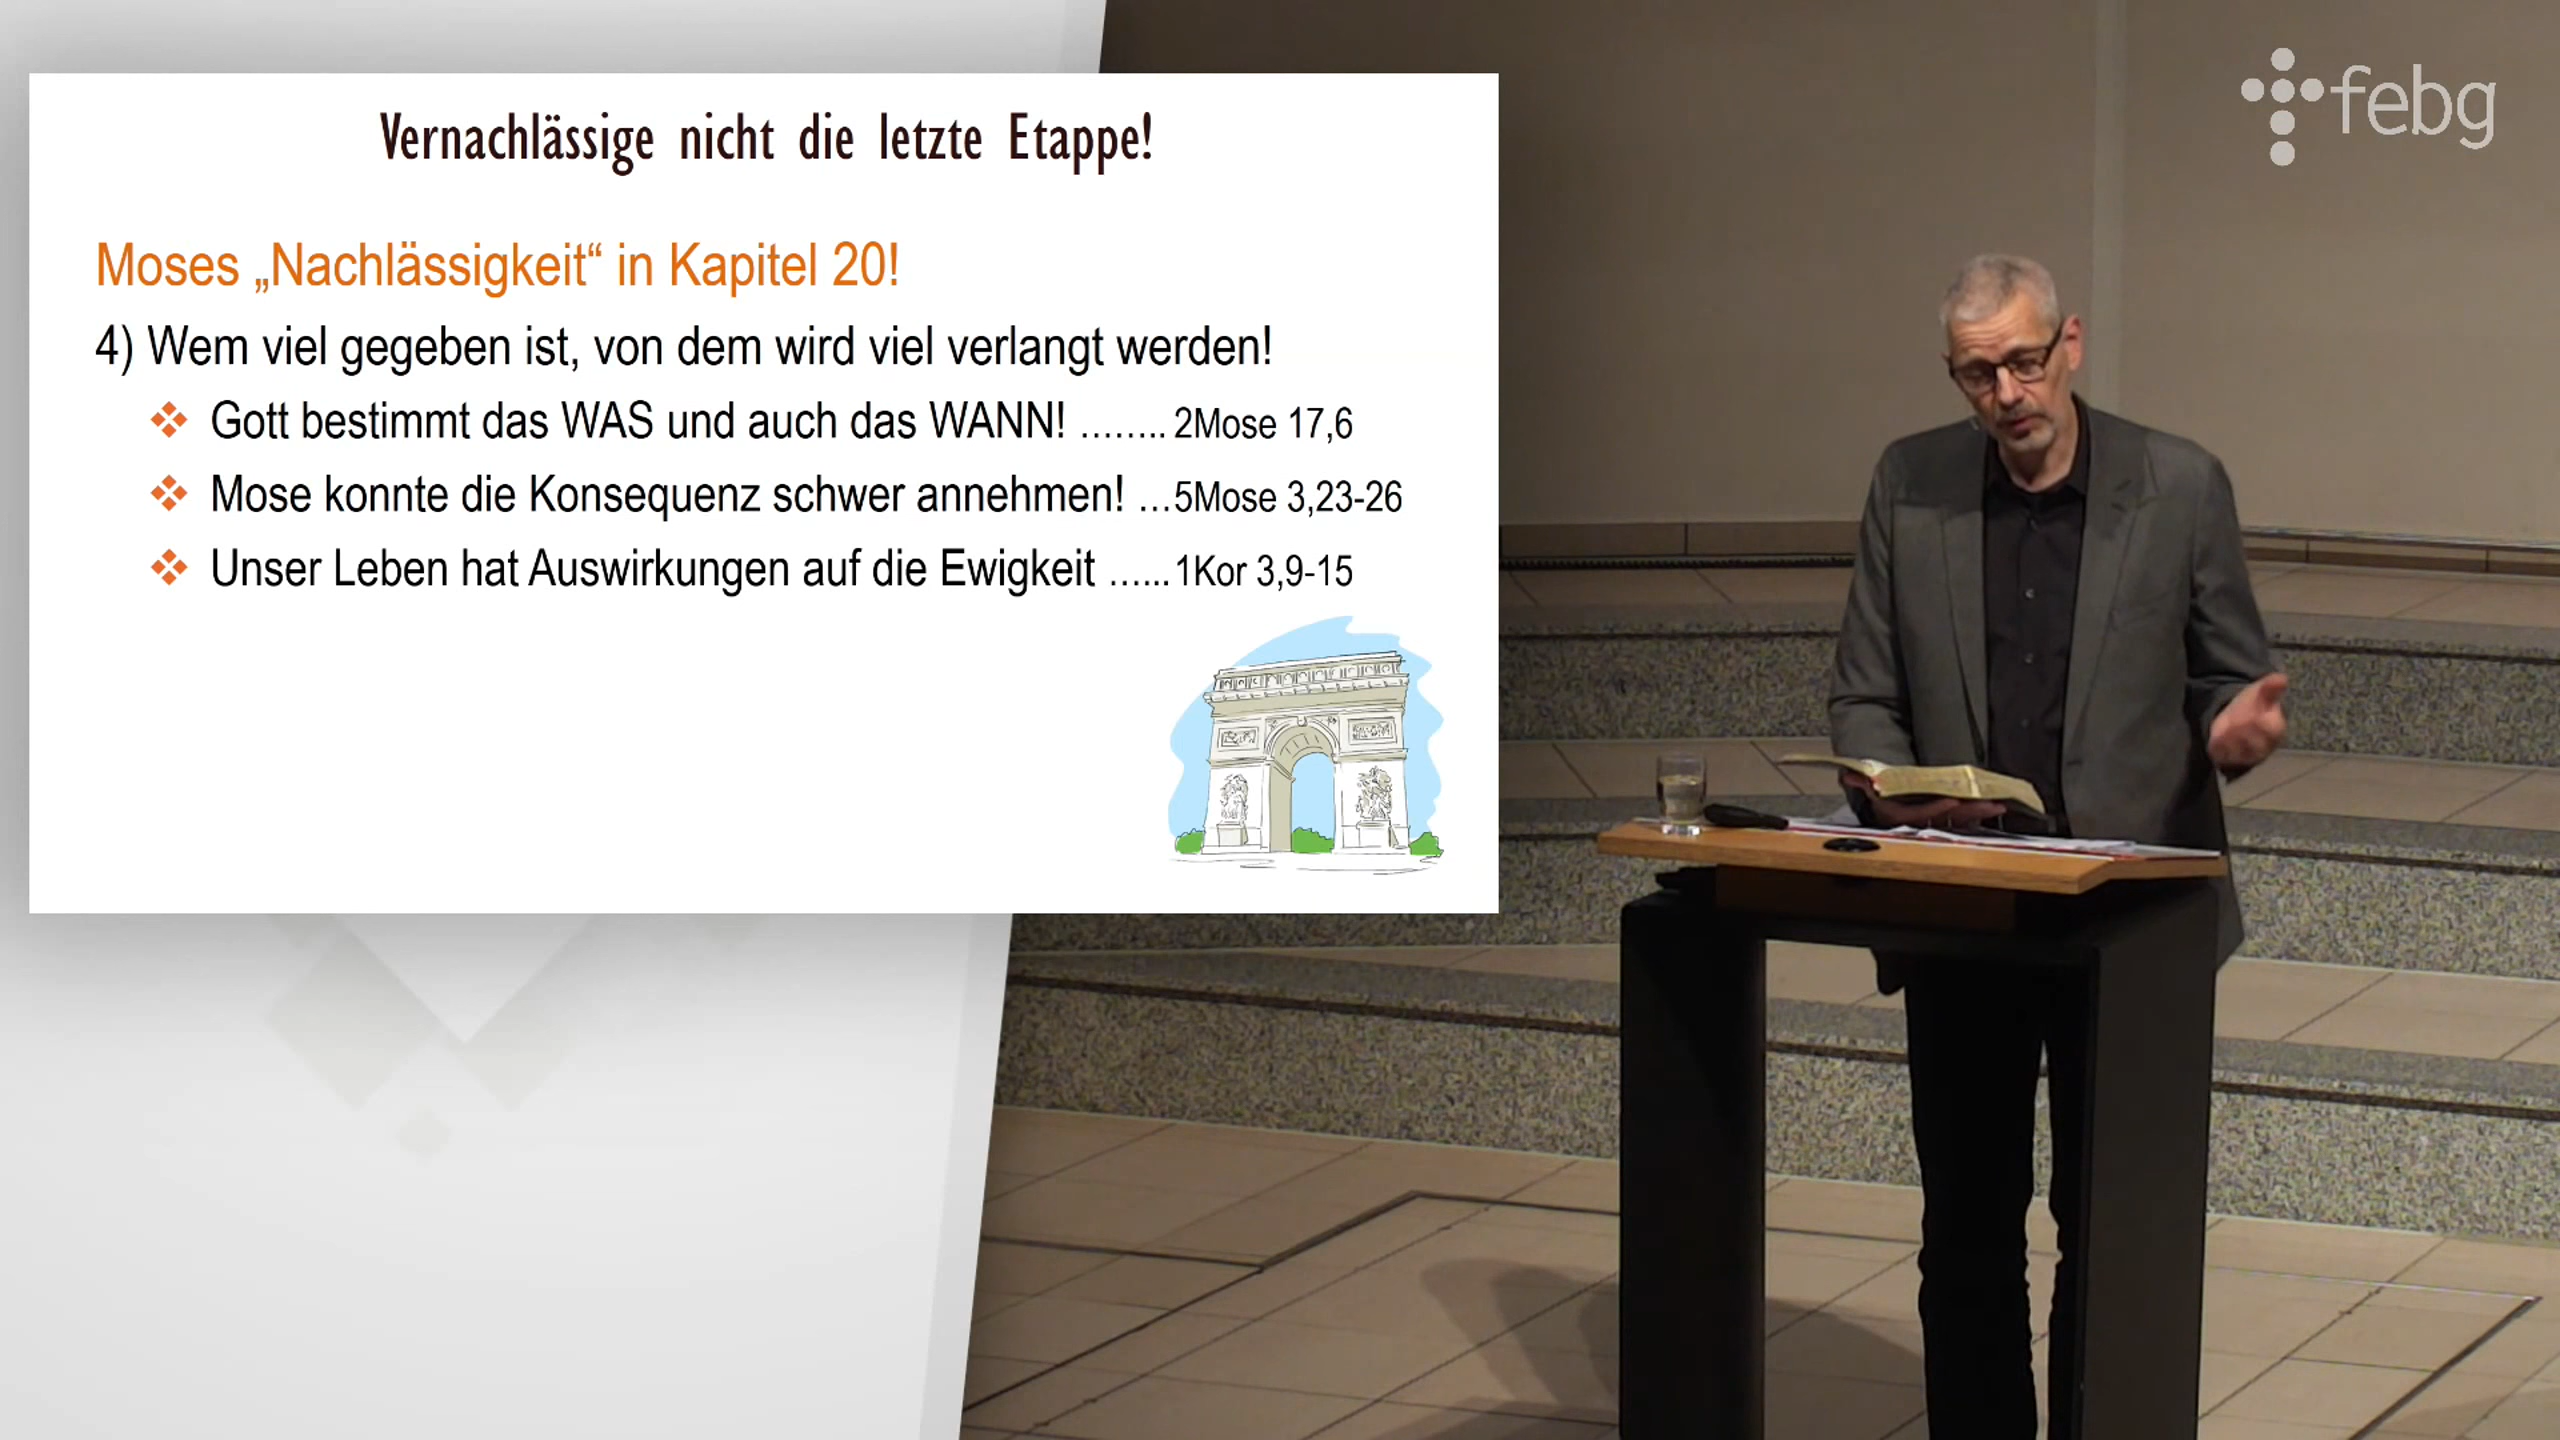 Vernachlässige nicht die letzte Etappe!
Moses „Nachlässigkeit“ in Kapitel 20!
4) Wem viel gegeben ist, von dem wird viel verlangt werden!
❖ Gott bestimmt das WAS und auch das WANN! …….. 2Mose 17,6
❖ Mose konnte die Konsequenz schwer annehmen! …5Mose 3,23-26
❖ Unser Leben hat Auswirkungen auf die Ewigkeit …... 1Kor 3,9-15
febg